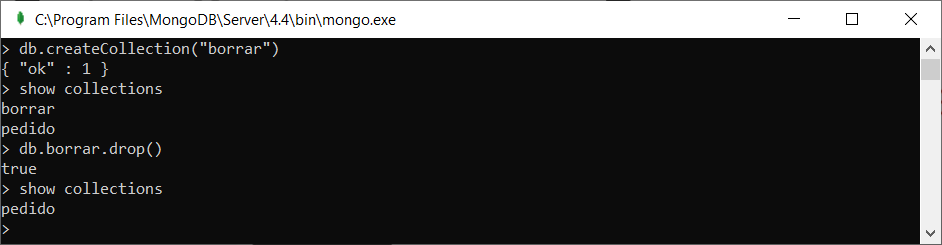 C:\Program Files\MongoDB\Server\4.4\bin\mongo.exe
> db.createCollection("borrar")
{ "ok" : 1 }
> show collections
borrar
pedido
> db.borrar.drop()
true
> show collections
pedido
>